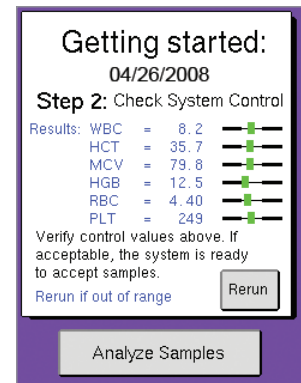 Getting started:
04/26/2008
Step 2: Check System Control
Results: WBC = 8.2
HCT = 35.7
MCV = 79.8
HGB = 12.5
RBC = 4.40
PLT = 249
Verify control values above. If
acceptable, the system is ready
to accept samples.
Rerun if out of range
Rerun
Analyze Samples